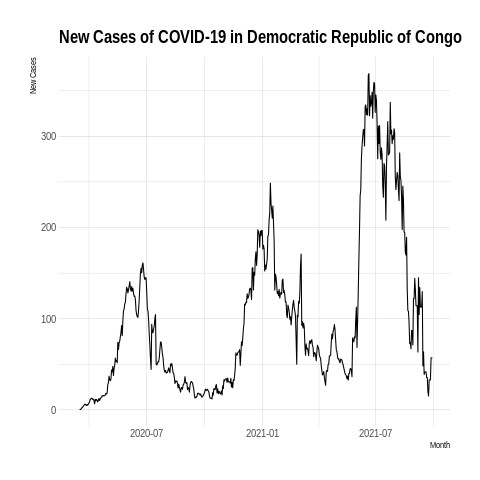 New Cases of COVID-19 in Democratic Republic of Congo
New Cases
300
200
100
0
2020-07
2021-01
2021-07
Month